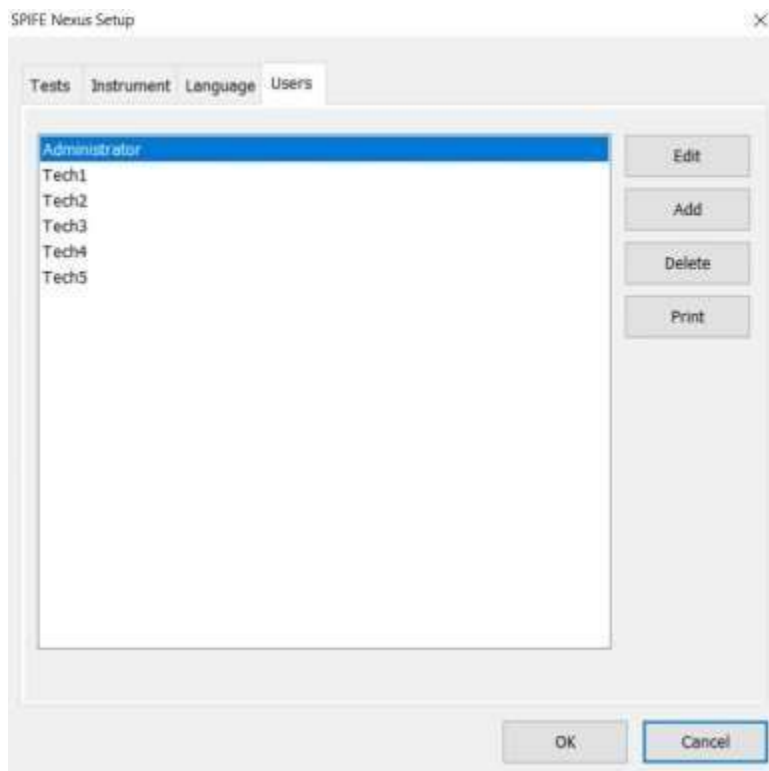 SPIFE Nexus Setup
Tests Instrument Language Users
Administrator
Tech1
Tech2
Tech3
Tech4
Tech5
Edit
Add
Delete
Print
OK Cancel